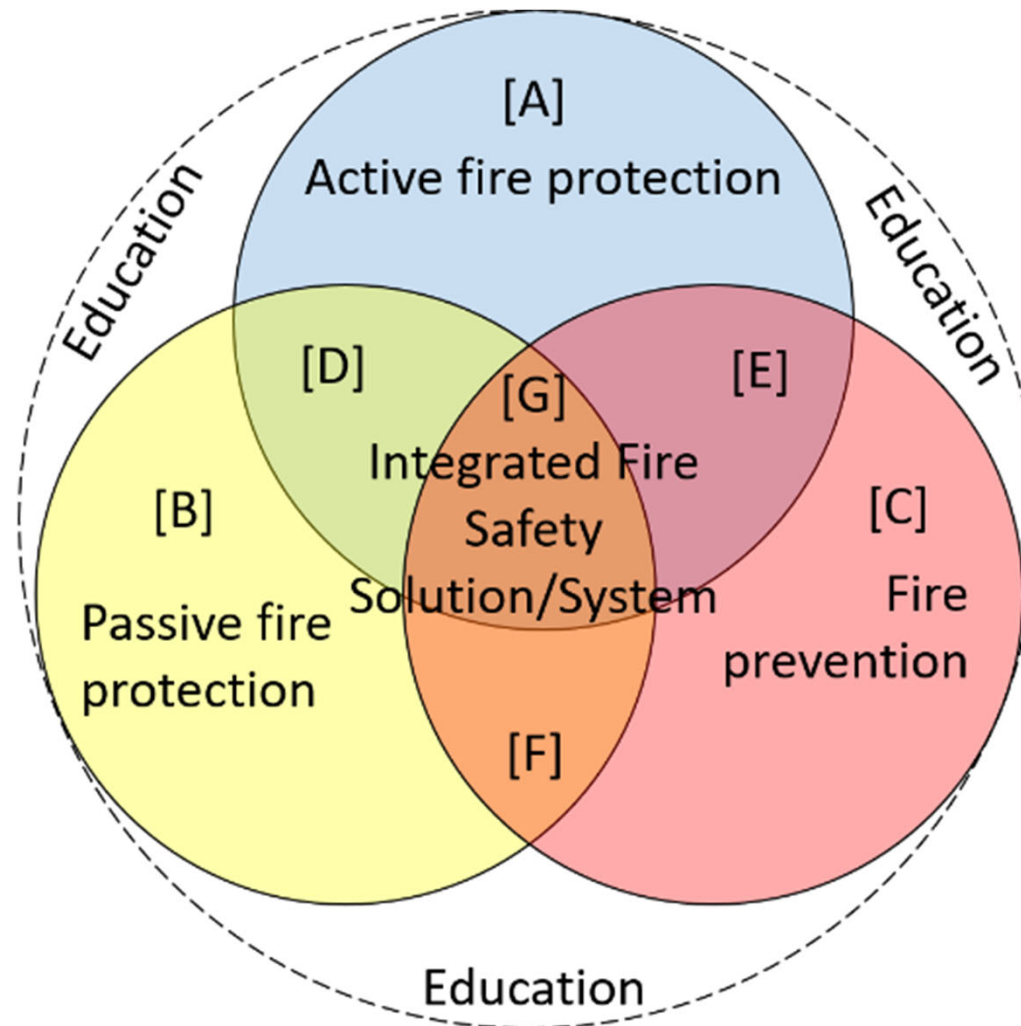 [A]
Active fire protection
Education
Education
[D]
[G]
[E]
Integrated Fire
Safety
Solution/System
[B]
Passive fire
protection
[C]
Fire
prevention
[F]
Education